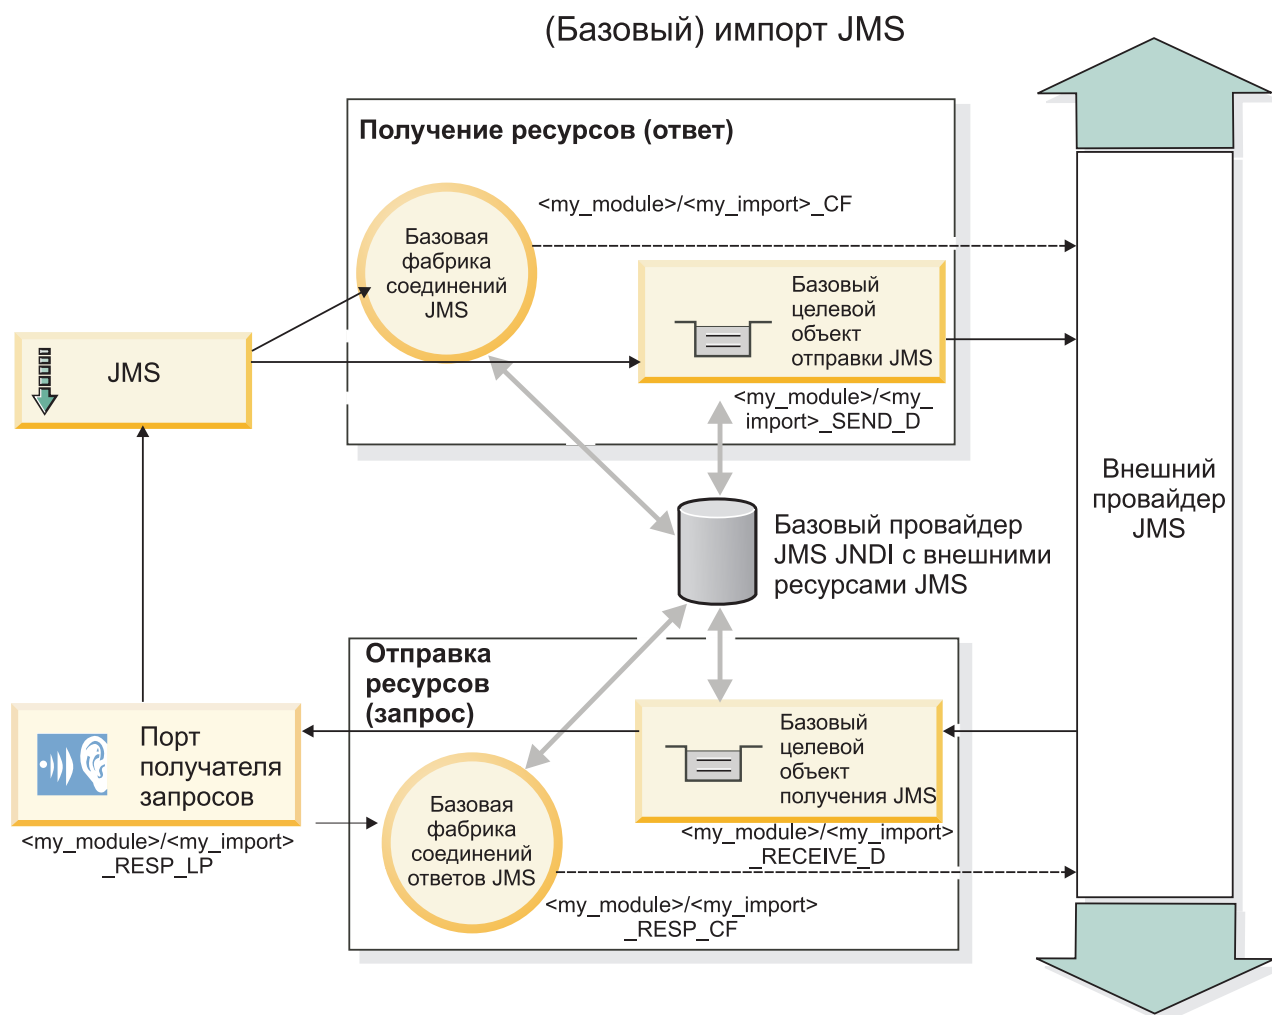 (Базовый) импорт JMS
Получение ресурсов (ответ)
<my_module>/<my_import>_CF
Базовая
фабрика
соединений
JMS
Базовый
целевой
объект
отправки JMS
JMS
<my_module>/<my_
import>_SEND_D
Внешний
провайдер
JMS
Базовый провайдер
JMS JNDI с внешними
ресурсами JMS
Отправка
ресурсов
(запрос)
Базовый
целевой
объект
получения JMS
Порт
получателя
запросов
<my_module>/<my_import>
_RESP_LP
Базовая
фабрика
соединений
ответов JMS
<my_module>/<my_import>
_RECEIVE_D
<my_module>/<my_import>
_RESP_CF